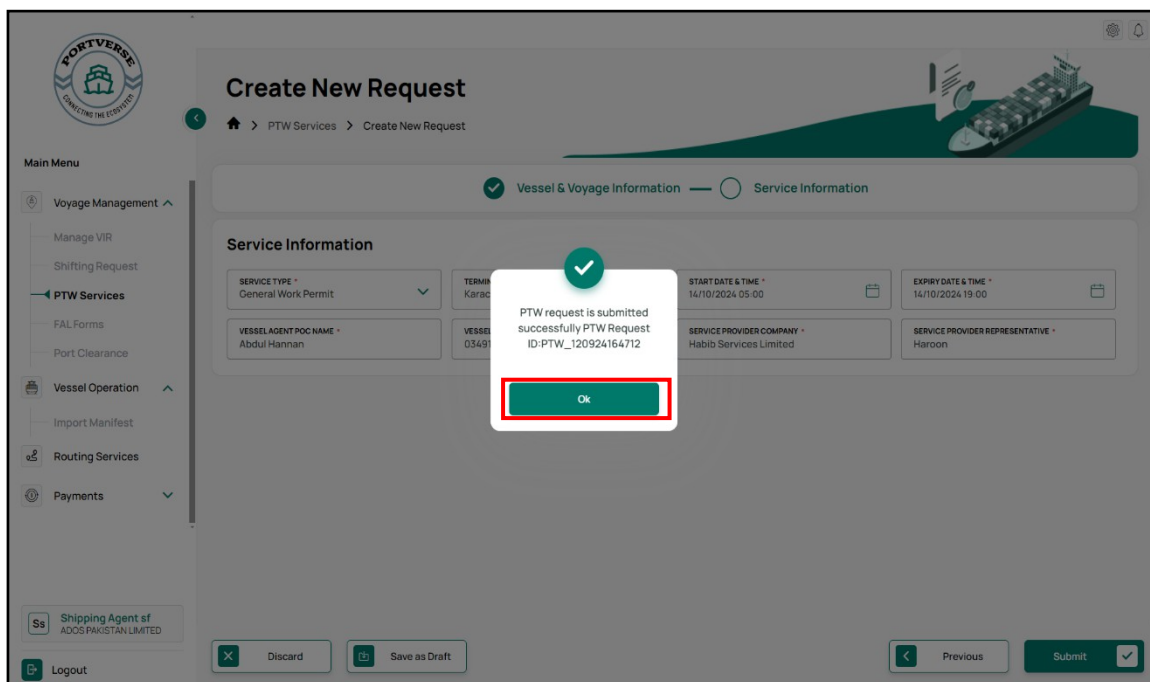 PORTVERSE
CONNECTING THE ECOSYSTEM
Main Menu
Voyage Management
Manage VIR
Shifting Request
PTW Services
FAL Forms
Port Clearance
Vessel Operation
Import Manifest
Routing Services
Payments
Ss
Shipping Agent sf
ADOS PAKISTAN LIMITED
Logout
Create New Request
> PTW Services > Create New Request
Vessel & Voyage Information
Service Information
Service Information
SERVICE TYPE *
General Work Permit
START DATE & TIME *
14/10/2024 05:00
EXPIRY DATE & TIME *
14/10/2024 19:00
VESSEL AGENT POC NAME *
Abdul Hannan
03491
SERVICE PROVIDER COMPANY *
Habib Services Limited
SERVICE PROVIDER REPRESENTATIVE *
Haroon
PTW request is submitted
successfully PTW Request
ID:PTW_120924164712
Ok
Discard
Save as Draft
Previous
Submit